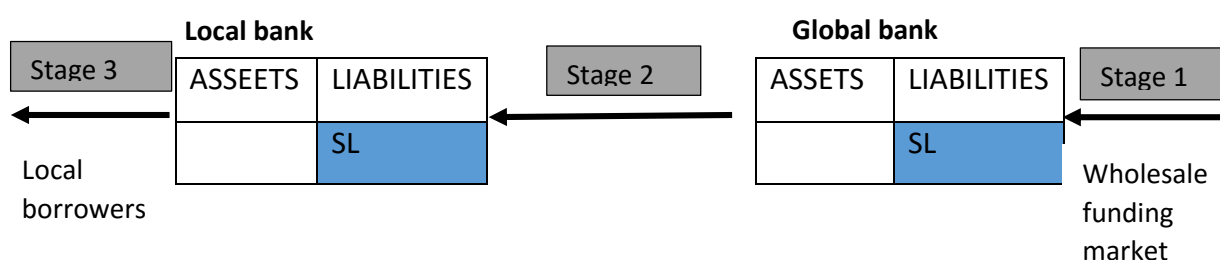 Local bank
Global bank
Stage 3
ASSEETS LIABILITIES
Stage 2
ASSETS LIABILITIES
Stage 1
SL
SL
Local
borrowers
Wholesale
funding
market